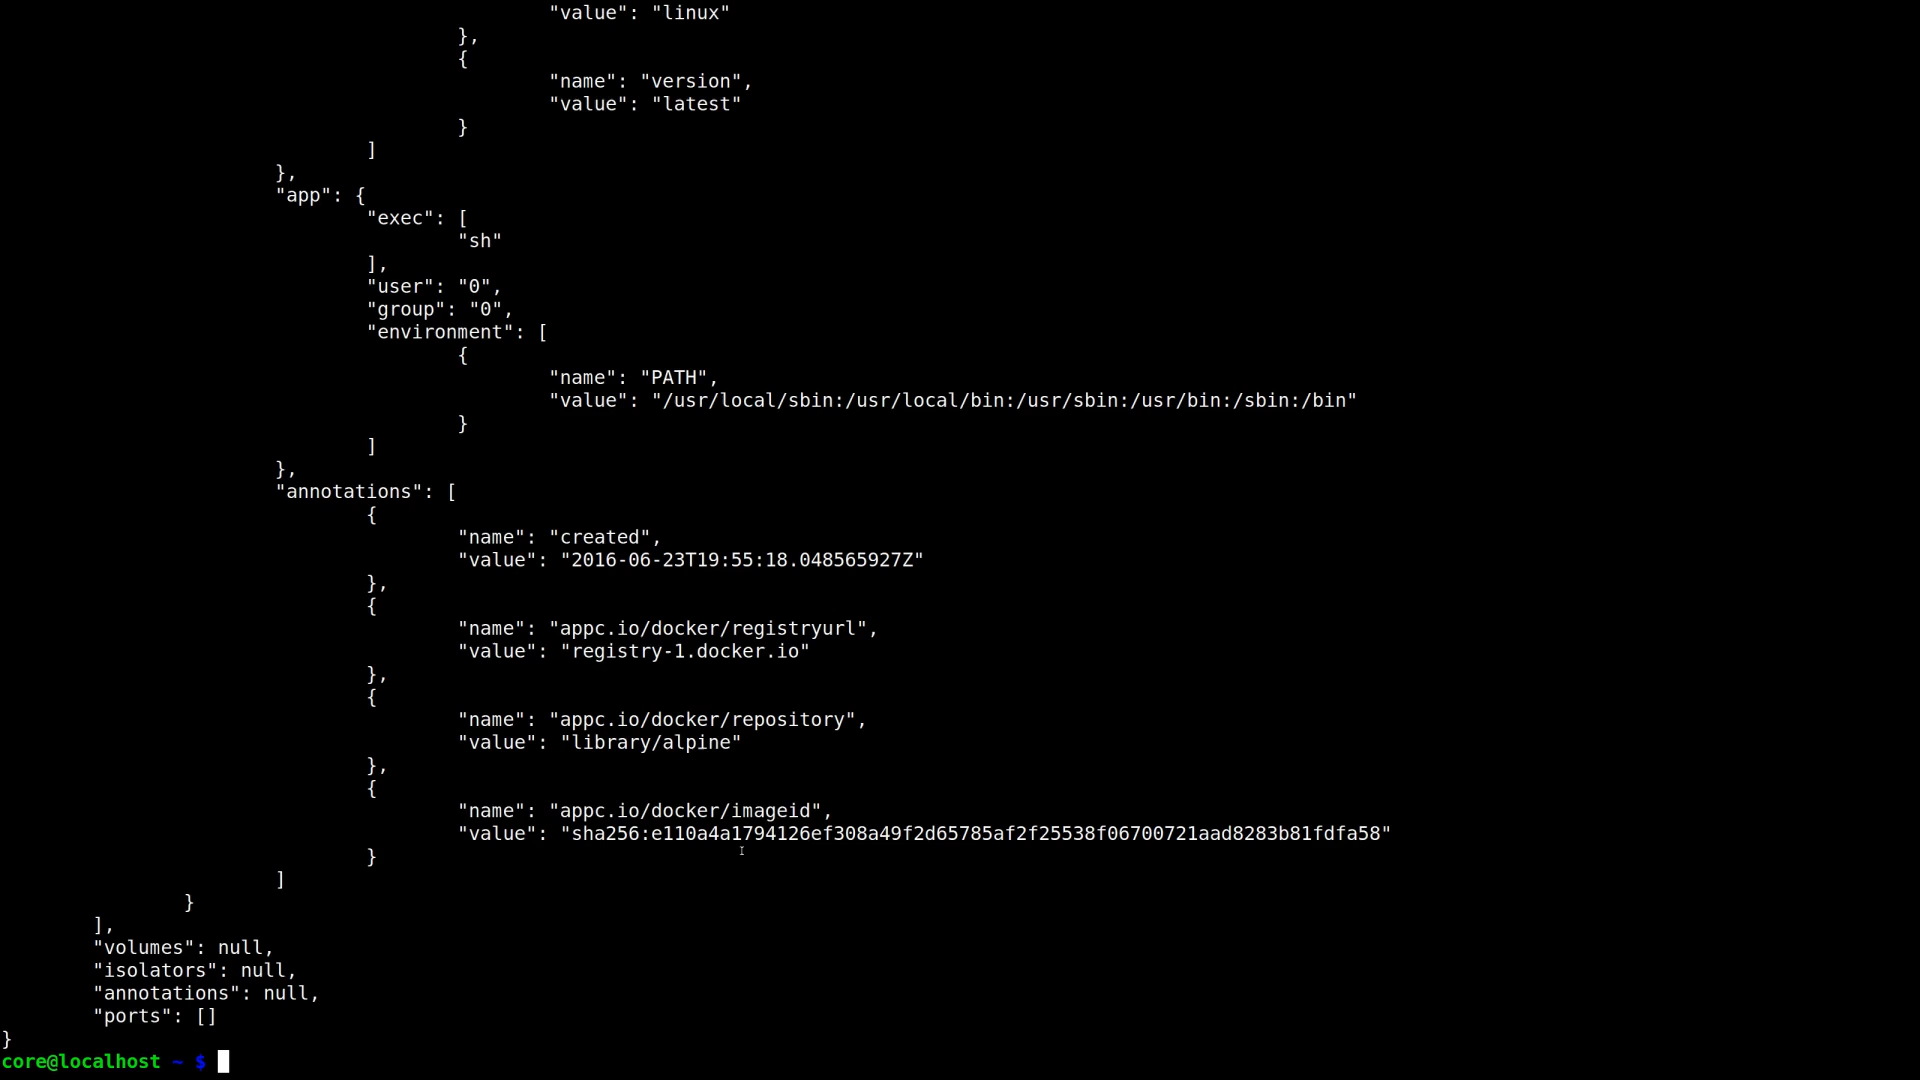 "value": "linux"
},
{
"name": "version",
"value": "latest"
}
]
},
"app": {
"exec": [
"sh"
],
"user": "0",
"group": "0",
"environment": [
{
"name": "PATH",
"value": "/usr/local/sbin:/usr/local/bin:/usr/sbin:/usr/bin:/sbin:/bin"
}
]
},
"annotations": [
{
"name": "created",
"value": "2016-06-23T19:55:18.048565927Z"
},
{
"name": "appc.io/docker/registryurl",
"value": "registry-1.docker.io"
},
{
"name": "appc.io/docker/repository",
"value": "library/alpine"
},
{
"name": "appc.io/docker/imageid",
"value": "sha256:e110a4a1794126ef308a49f2d65785af2f25538f06700721aad8283b81fdfa58"
}
]
}
],
"volumes": null,
"isolators": null,
"annotations": null,
"ports": []
}
core@localhost ~ $